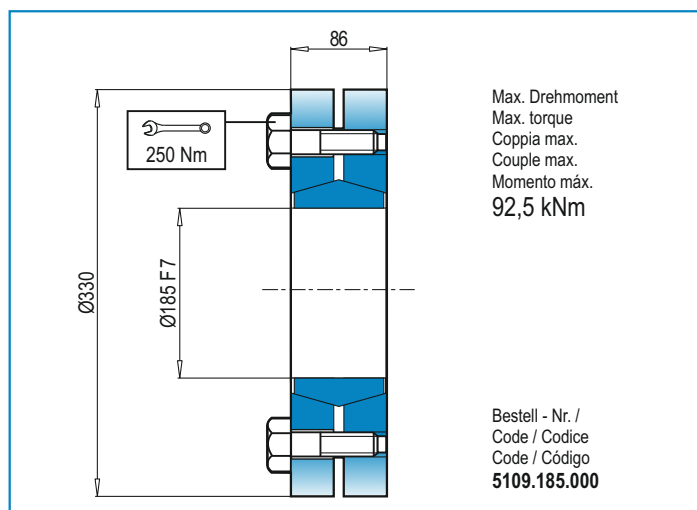 86
250 Nm
Ø330
Ø185 F7
Max. Drehmoment
Max. torque
Coppia max.
Couple max.
Momento máx.
92,5 kNm
Bestell - Nr. /
Code / Codice
Code / Código
5109.185.000